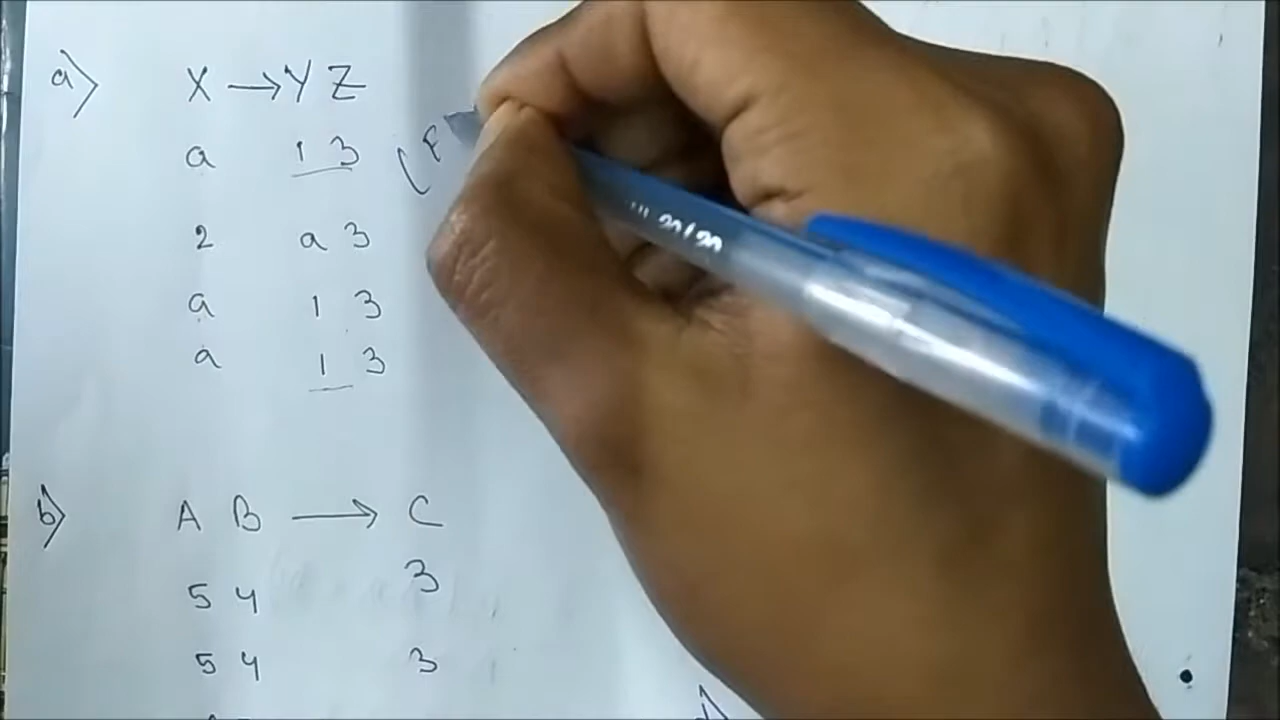 a) X → Y Z
a 1 3 ( F
2 a 3
a 1 3
a 1 3
b) A B → C
5 4 3
5 4 3
d)